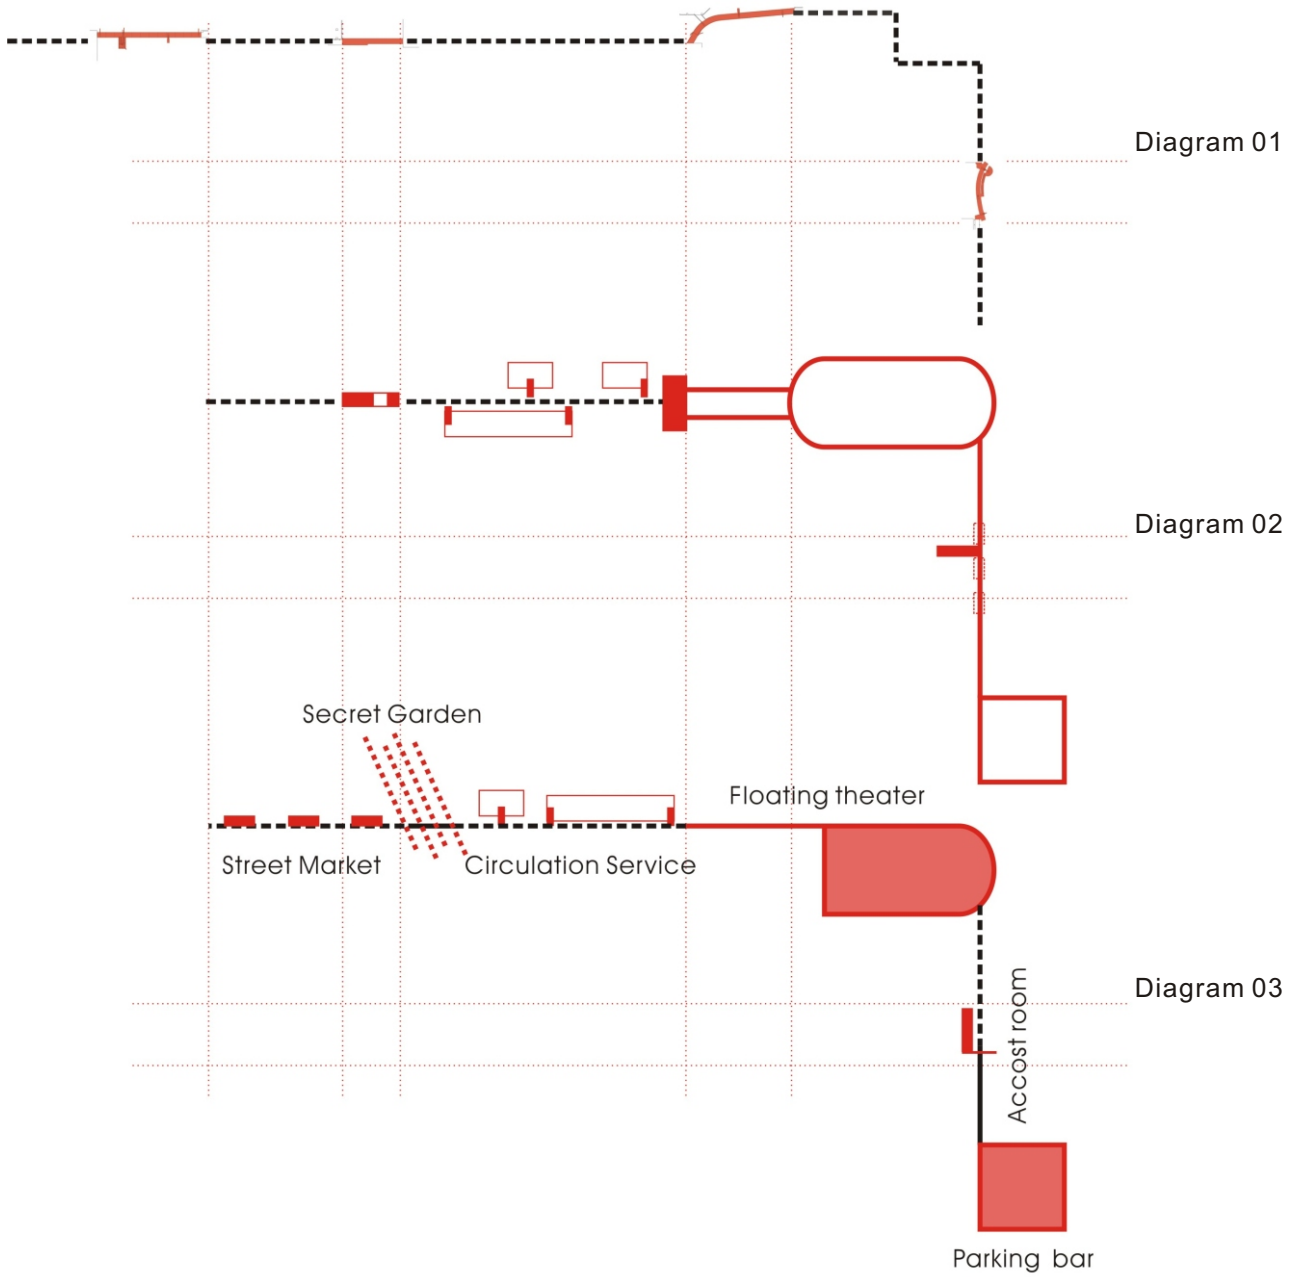 Diagram 01
Diagram 02
Secret Garden
Floating theater
Street Market
Circulation Service
Diagram 03
Accost room
Parking bar